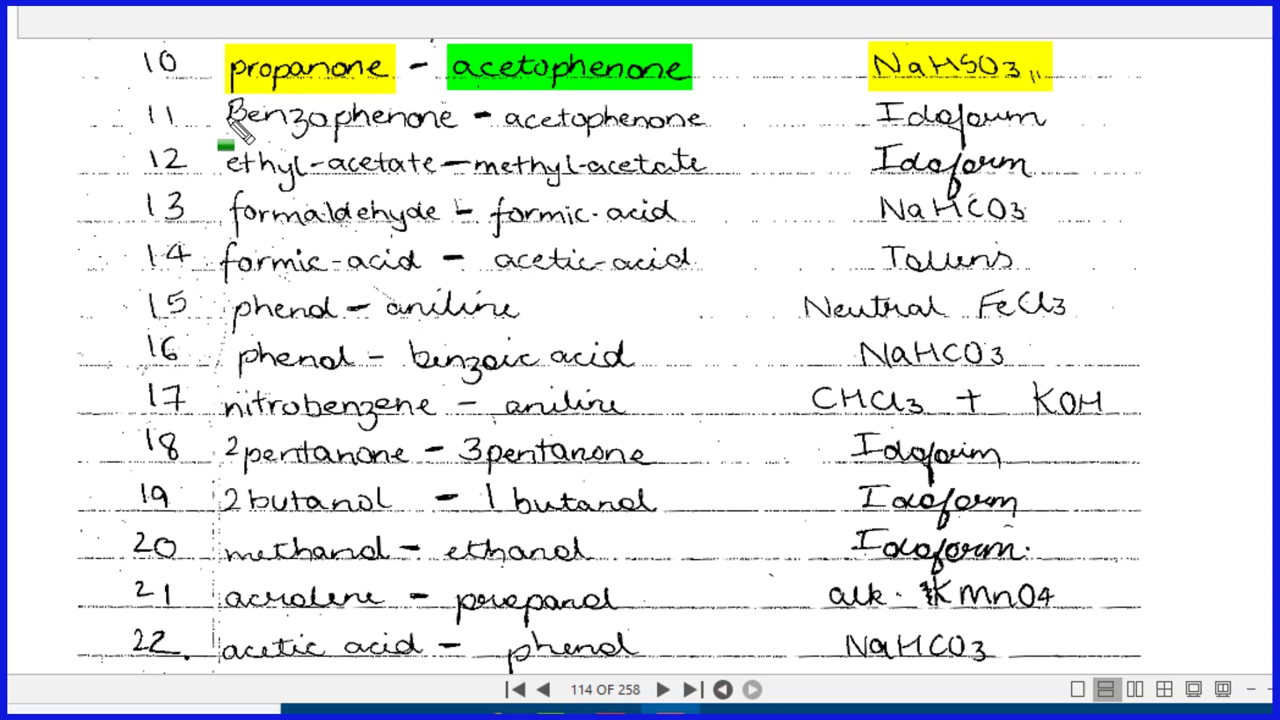 10 propanone - acetophenone NaHSO3,,
11 Benzophenone - acetophenone Idoform
12 ethyl-acetate - methyl-acetate Idoform
13 formaldehyde - formic-acid NaHCO3
14 formic-acid - acetic-acid Tollens
15 phenol - aniline Neutral FeCl3
16 phenol - benzoic acid NaHCO3
17 nitrobenzene - aniline CHCl3 + KOH
18 2pentanone - 3pentanone Idoform
19 2butanol - 1 butanol Idoform
20 methanol - ethanol Idoform.
21 acrolene - propanol alk. KMnO4
22. acetic acid - phenol NaHCO3
114 OF 258